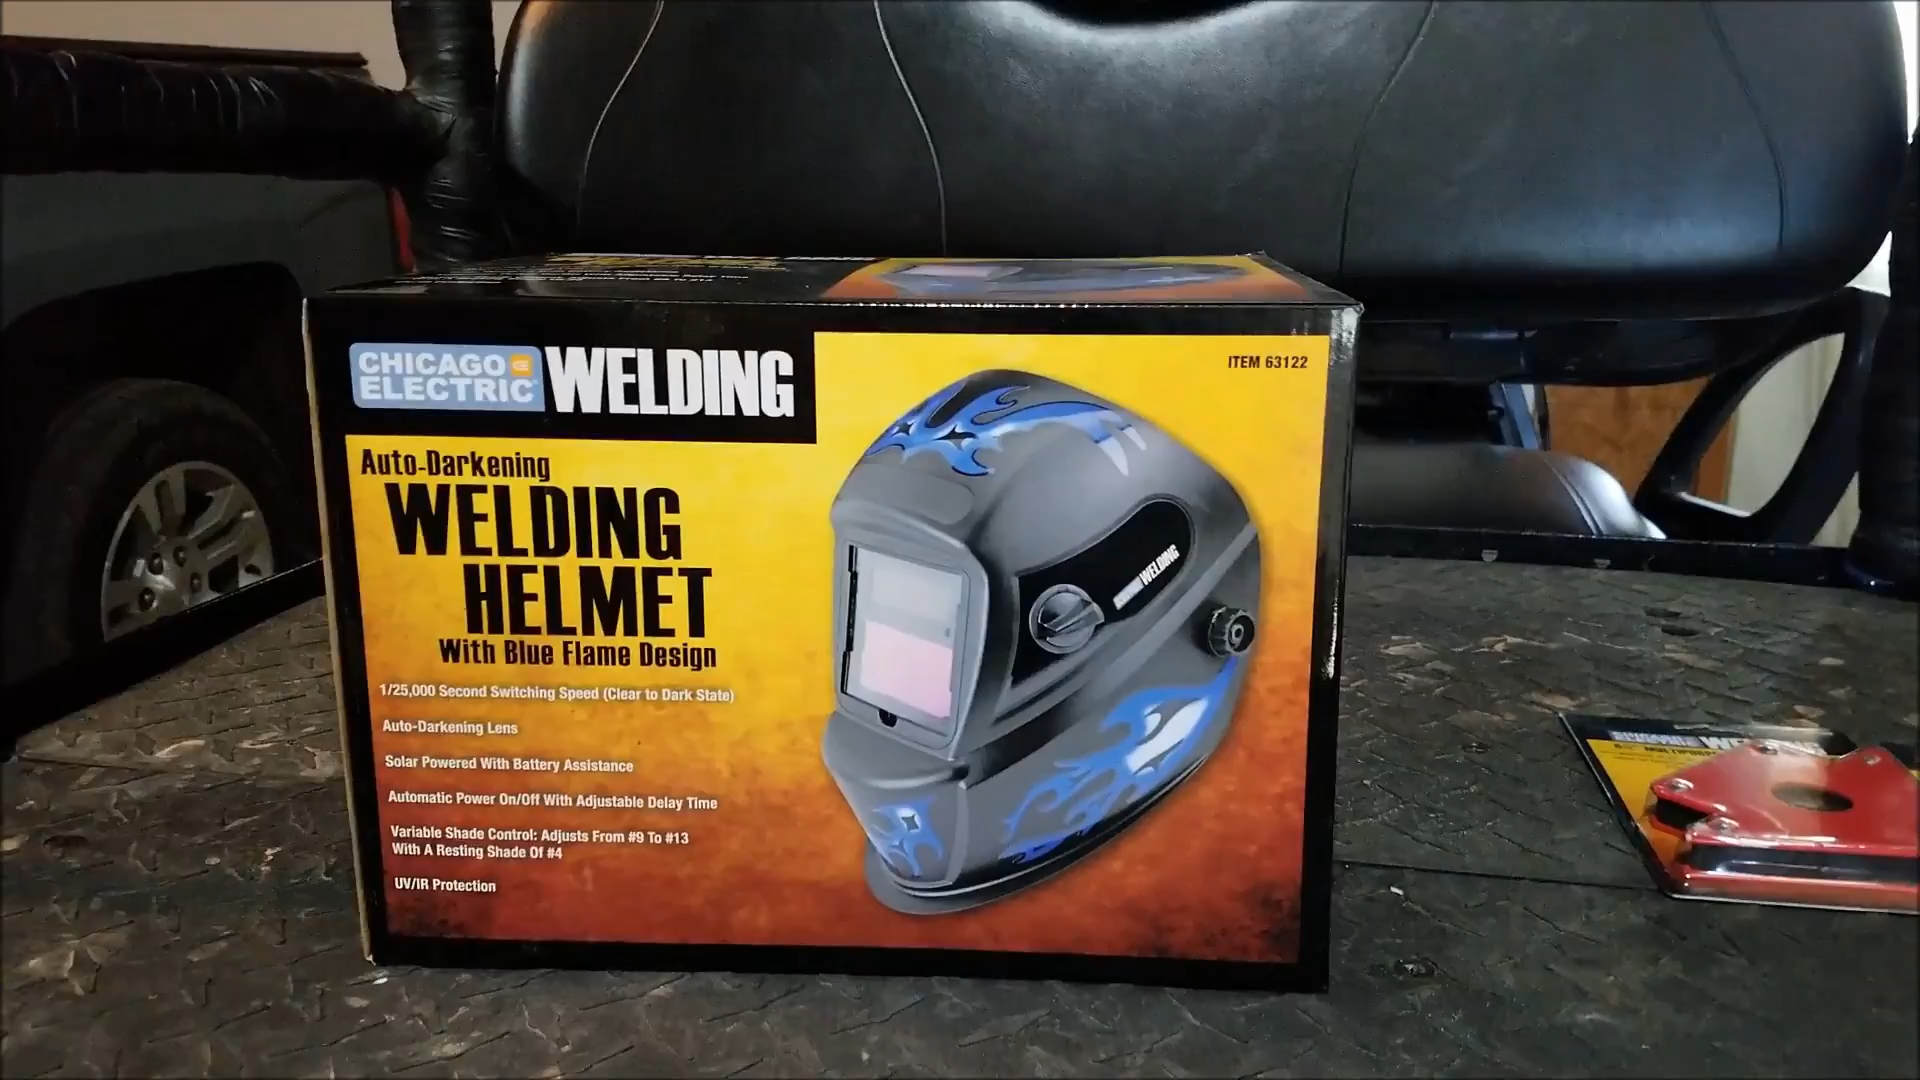 CHICAGO
ELECTRIC
WELDING
ITEM 63122
Auto-Darkening
WELDING
HELMET
With Blue Flame Design
1/25,000 Second Switching Speed (Clear to Dark State)
Auto-Darkening Lens
Solar Powered With Battery Assistance
Automatic Power On/Off With Adjustable Delay Time
Variable Shade Control: Adjusts From #9 To #13
With A Resting Shade Of #4
UV/IR Protection
WELDING